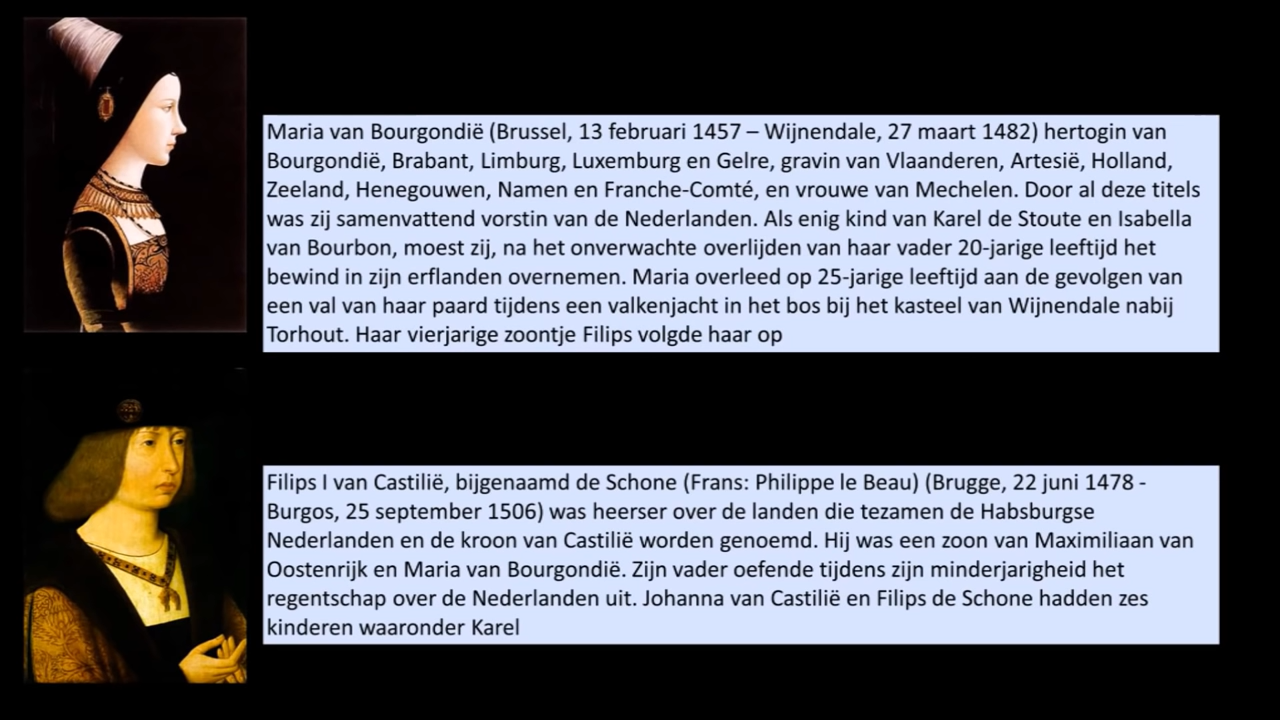 Maria van Bourgondië (Brussel, 13 februari 1457 – Wijnendale, 27 maart 1482) hertogin van
Bourgondië, Brabant, Limburg, Luxemburg en Gelre, gravin van Vlaanderen, Artesië, Holland,
Zeeland, Henegouwen, Namen en Franche-Comté, en vrouwe van Mechelen. Door al deze titels
was zij samenvattend vorstin van de Nederlanden. Als enig kind van Karel de Stoute en Isabella
van Bourbon, moest zij, na het onverwachte overlijden van haar vader 20-jarige leeftijd het
bewind in zijn erflanden overnemen. Maria overleed op 25-jarige leeftijd aan de gevolgen van
een val van haar paard tijdens een valkenjacht in het bos bij het kasteel van Wijnendale nabij
Torhout. Haar vierjarige zoontje Filips volgde haar op
Filips I van Castilië, bijgenaamd de Schone (Frans: Philippe le Beau) (Brugge, 22 juni 1478 -
Burgos, 25 september 1506) was heerser over de landen die tezamen de Habsburgse
Nederlanden en de kroon van Castilië worden genoemd. Hij was een zoon van Maximiliaan van
Oostenrijk en Maria van Bourgondië. Zijn vader oefende tijdens zijn minderjarigheid het
regentschap over de Nederlanden uit. Johanna van Castilië en Filips de Schone hadden zes
kinderen waaronder Karel